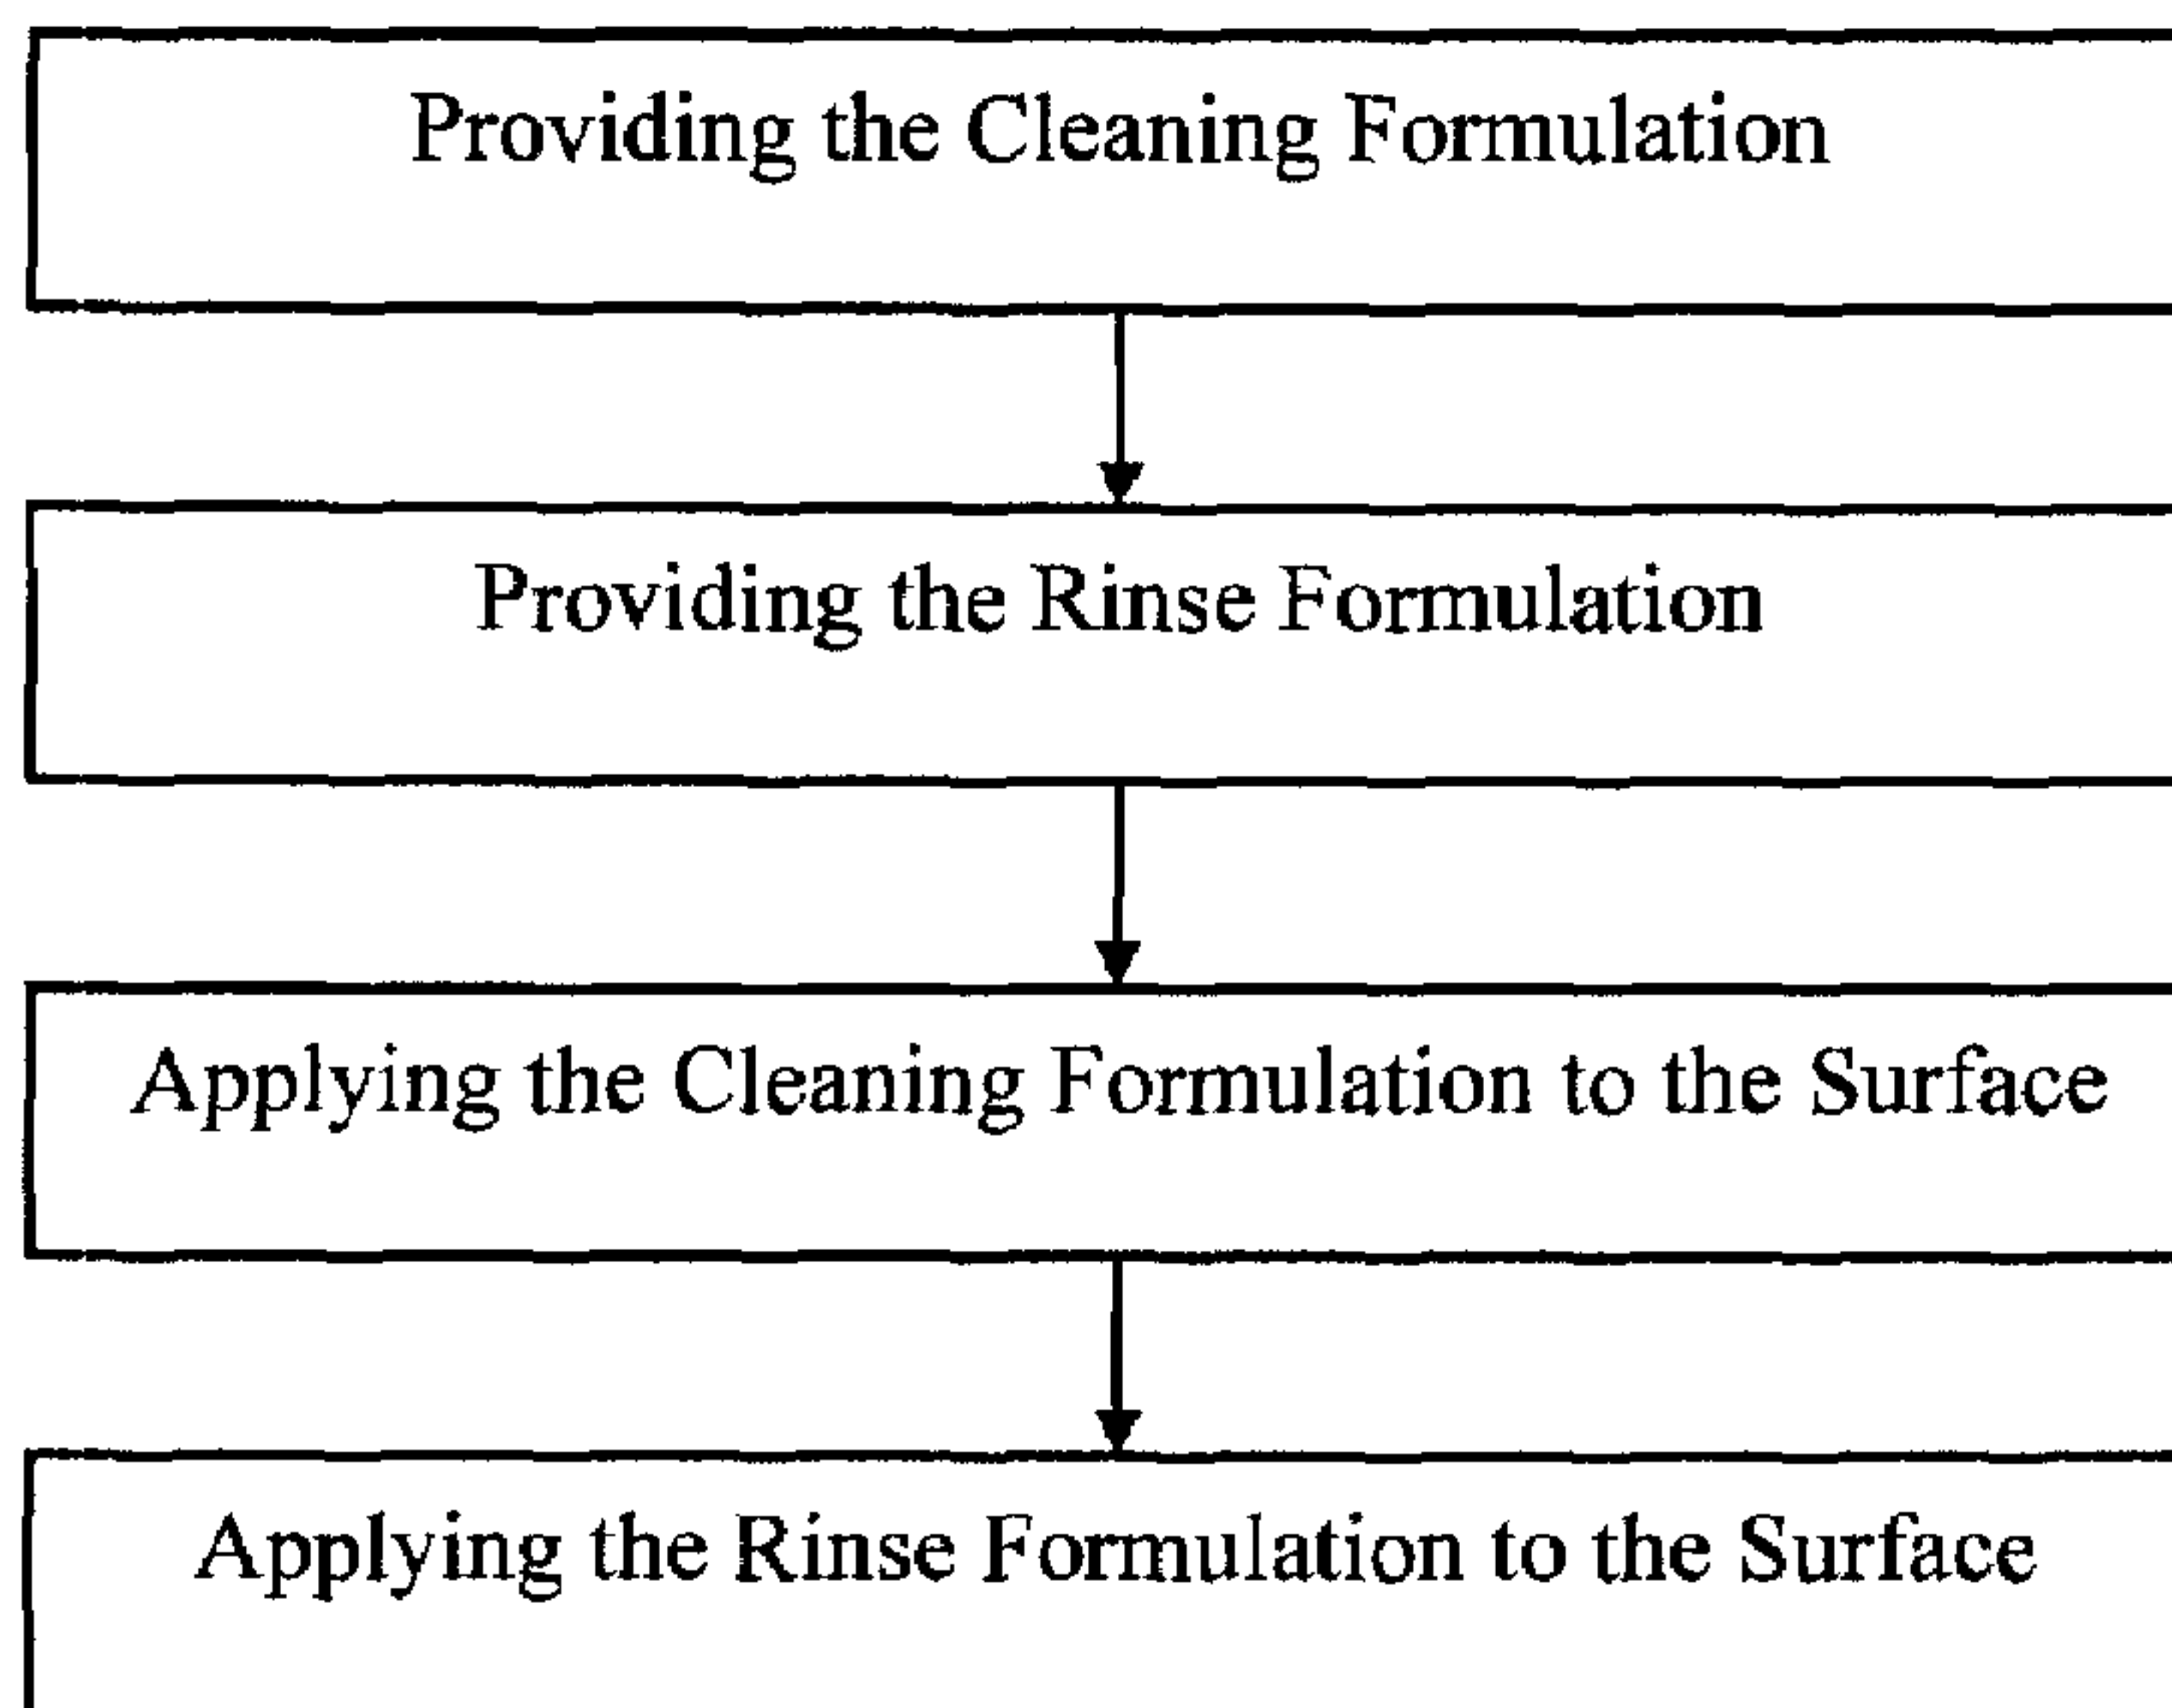 Providing the Cleaning Formulation
Providing the Rinse Formulation
Applying the Cleaning Formulation to the Surface
Applying the Rinse Formulation to the Surface